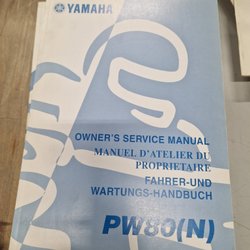 YAMAHA
OWNER'S SERVICE MANUAL
MANUEL D'ATELIER DU
PROPRIETAIRE
FAHRER-UND
WARTUNGS-HANDBUCH
PW80(N)